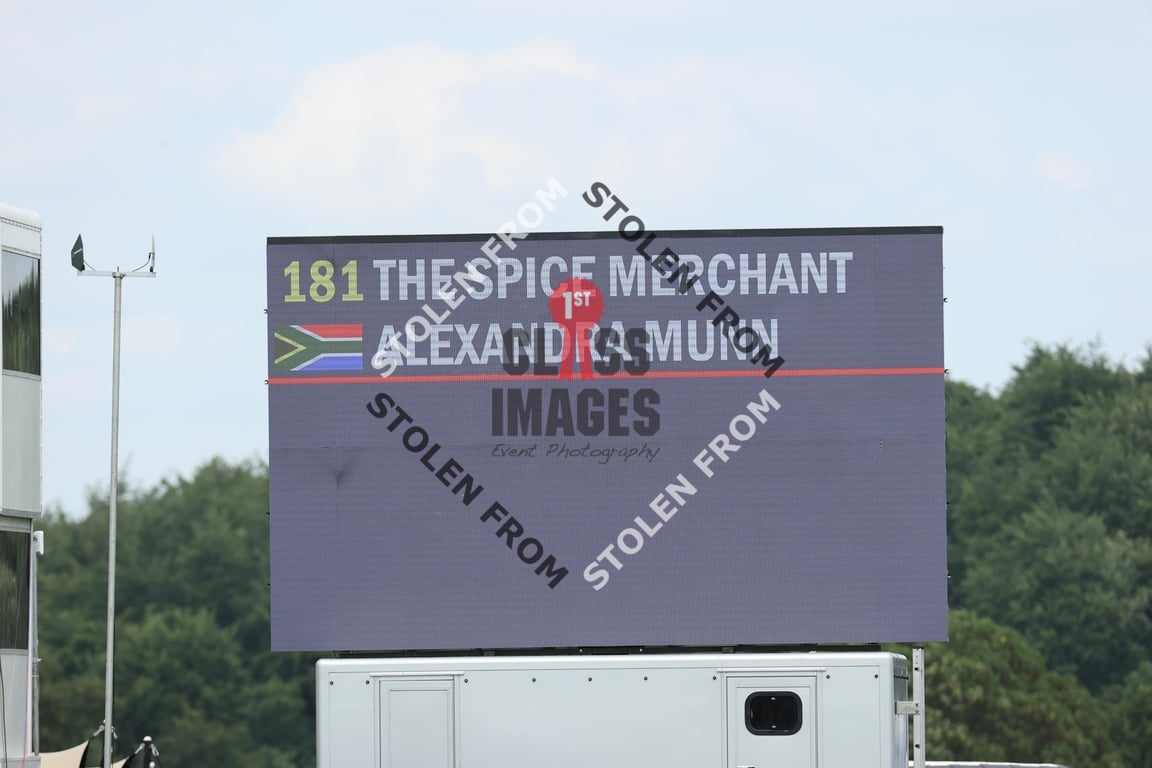 181 THE SPICE MERCHANT
ALEXANDRA MUNN
STOLEN FROM
STOLEN FROM
1ST
CLASS
IMAGES
Event Photography
STOLEN FROM
STOLEN FROM